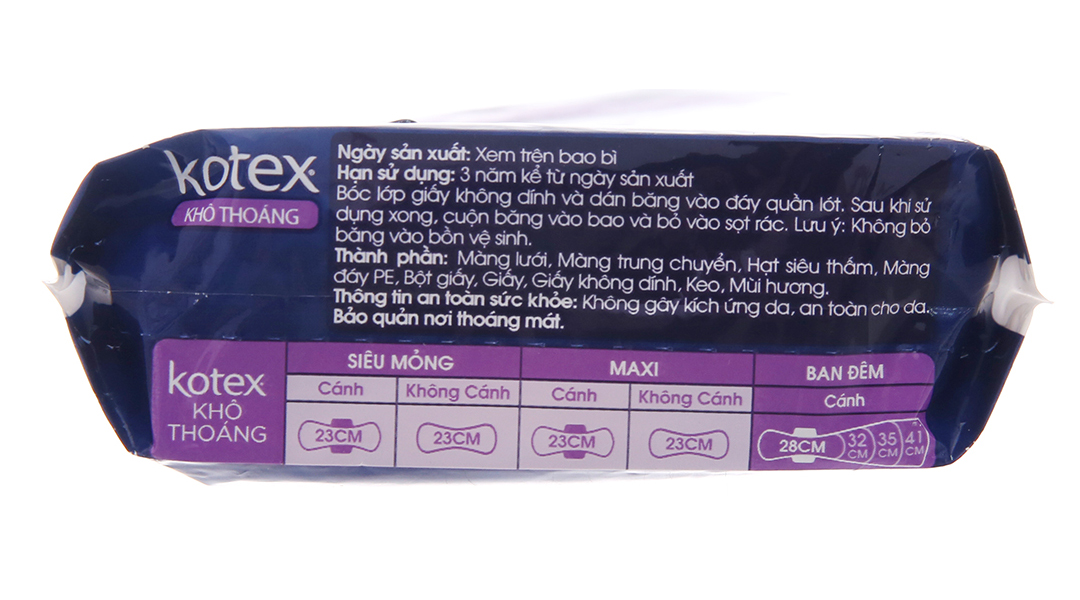 kotex
KHÔ THOÁNG
Ngày sản xuất: Xem trên bao bì
Hạn sử dụng: 3 năm kể từ ngày sản xuất
Bóc lớp giấy không dính và dán băng vào đáy quần lót. Sau khi sử
dụng xong, cuộn băng vào bao và bỏ vào sọt rác. Lưu ý: Không bỏ
băng vào bồn vệ sinh.
Thành phần: Màng lưới, Màng trung chuyển, Hạt siêu thấm, Màng
đáy PE, Bột giấy, Giấy, Giấy không dính, Keo, Mùi hương.
Thông tin an toàn sức khỏe: Không gây kích ứng da, an toàn cho da.
Bảo quản nơi thoáng mát.
kotex
KHÔ
THOÁNG
SIÊU MỎNG MAXI BAN ĐÊM
Cánh Không Cánh Cánh Không Cánh Cánh
23CM 23CM 23CM 23CM 28CM 32 CM 35 CM 41 CM